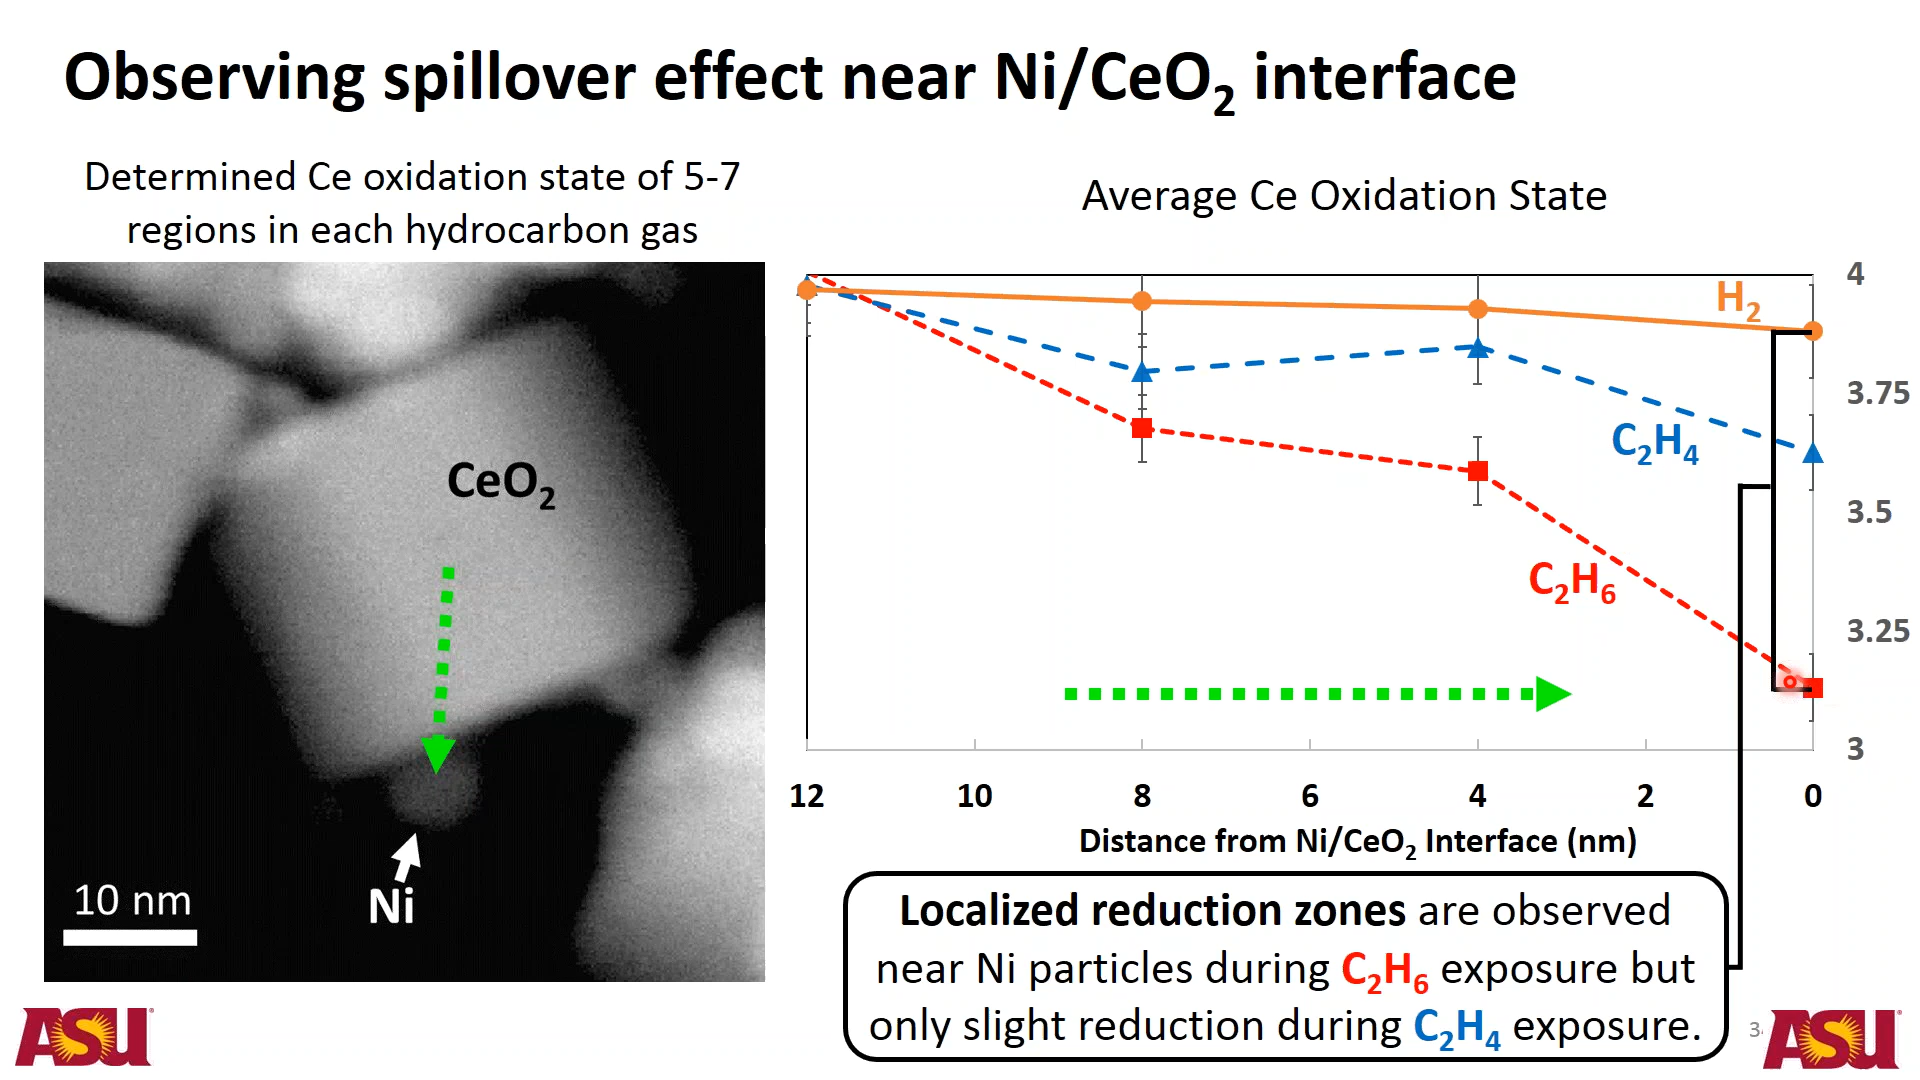 Observing spillover effect near Ni/CeO₂ interface
Determined Ce oxidation state of 5-7
regions in each hydrocarbon gas
CeO₂
Ni
10 nm
Average Ce Oxidation State
4
3.75
3.5
3.25
3
H₂
C₂H₄
C₂H₆
12 10 8 6 4 2 0
Distance from Ni/CeO₂ Interface (nm)
Localized reduction zones are observed
near Ni particles during C₂H₆ exposure but
only slight reduction during C₂H₄ exposure.
ASU
ASU